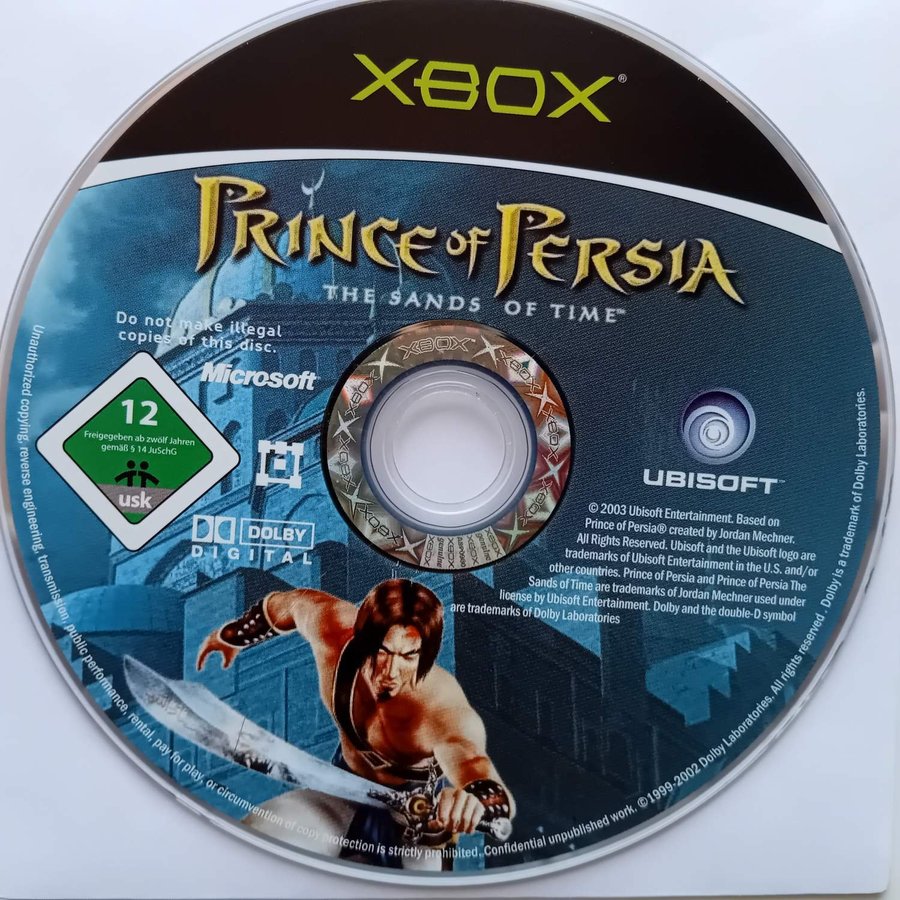 XBOX®
PRINCE OF PERSIA
THE SANDS OF TIME™
Do not make illegal
copies of this disc.
Microsoft
12
Freigegeben ab zwölf Jahren
gemäß § 14 JuSchG
usk
DOLBY
DIGITAL
XBOX™
UBISOFT™
© 2003 Ubisoft Entertainment. Based on
Prince of Persia® created by Jordan Mechner.
All Rights Reserved. Ubisoft and the Ubisoft logo are
trademarks of Ubisoft Entertainment in the U.S. and/or
other countries. Prince of Persia and Prince of Persia The
Sands of Time are trademarks of Jordan Mechner used under
license by Ubisoft Entertainment. Dolby and the double-D symbol
are trademarks of Dolby Laboratories
Unauthorized copying, reverse engineering, transmission, public performance, rental, pay for play, or circumvention of copy protection is strictly prohibited. Confidential unpublished work. ©1999-2002 Dolby Laboratories. All rights reserved. Dolby is a trademark of Dolby Laboratories.